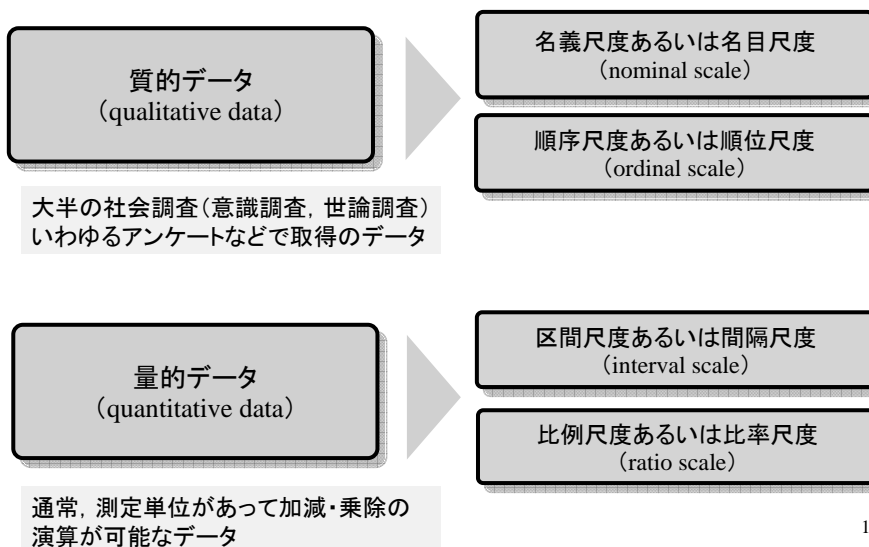 質的データ
（qualitative data）
名義尺度あるいは名目尺度
（nominal scale）
順序尺度あるいは順位尺度
（ordinal scale）
大半の社会調査（意識調査，世論調査）
いわゆるアンケートなどで取得のデータ
量的データ
（quantitative data）
区間尺度あるいは間隔尺度
（interval scale）
比例尺度あるいは比率尺度
（ratio scale）
通常，測定単位があって加減・乗除の
演算が可能なデータ
1